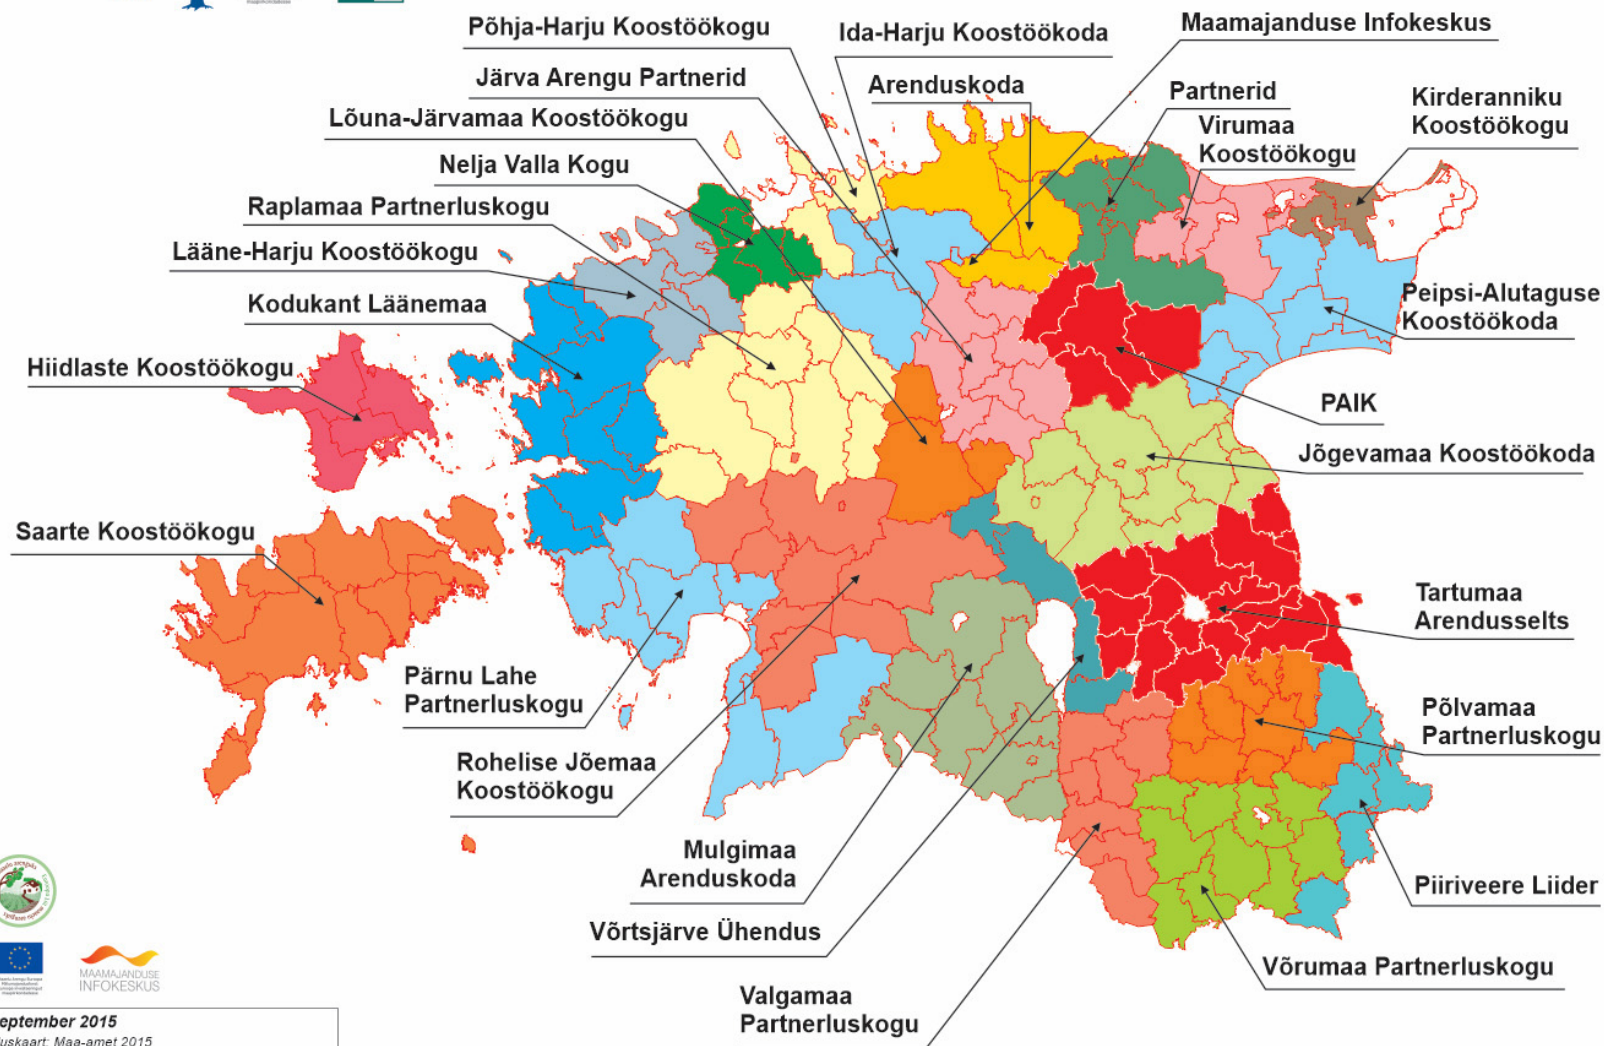 Põhja-Harju Koostöökogu
Ida-Harju Koostöökoda
Maamajanduse Infokeskus
Järva Arengu Partnerid
Arenduskoda
Partnerid
Kirderanniku
Koostöökogu
Lõuna-Järvamaa Koostöökogu
Virumaa
Koostöökogu
Nelja Valla Kogu
Raplamaa Partnerluskogu
Lääne-Harju Koostöökogu
Kodukant Läänemaa
Peipsi-Alutaguse
Koostöökoda
Hiidlaste Koostöökogu
PAIK
Jõgevamaa Koostöökoda
Saarte Koostöökogu
Tartumaa
Arendusselts
Pärnu Lahe
Partnerluskogu
Põlvamaa
Partnerluskogu
Rohelise Jõemaa
Koostöökogu
Mulgimaa
Arenduskoda
Piiriveere Liider
Võrtsjärve Ühendus
Võrumaa Partnerluskogu
MAAMAJANDUSE
INFOKESKUS
Valgamaa
Partnerluskogu
eptember 2015
uskaart: Maa-amet 2015